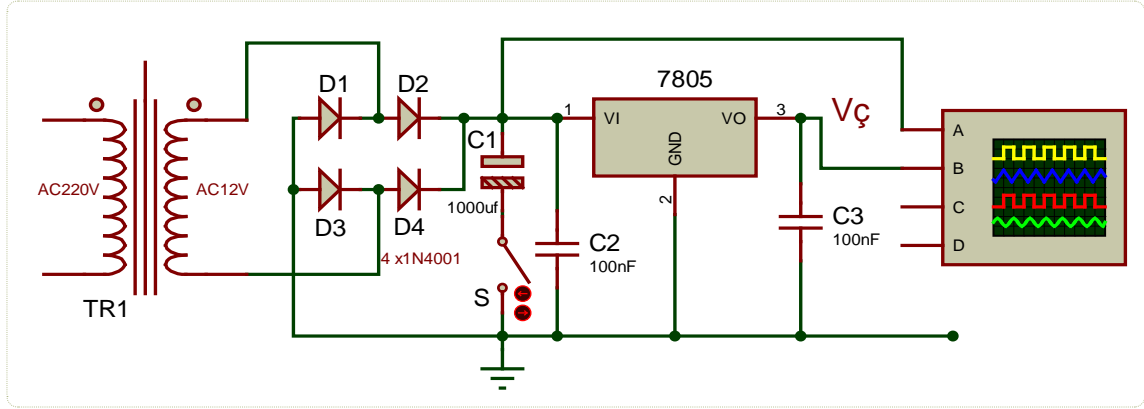 AC220V
AC12V
TR1
D1
D2
D3
D4
4 x1N4001
C1
1000uf
S
C2
100nF
7805
1
VI
VO
3
GND
2
Vç
C3
100nF
A
B
C
D